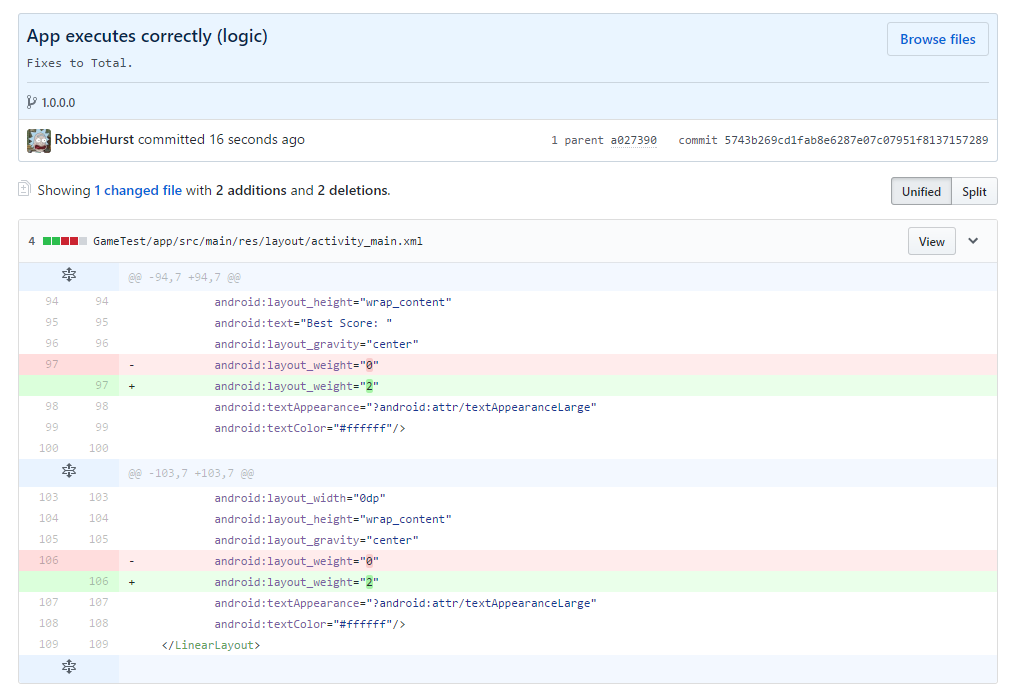 App executes correctly (logic)
Browse files
Fixes to Total.
1.0.0.0
RobbieHurst committed 16 seconds ago
1 parent a027390 commit 5743b269cd1fab8e6287e07c07951f8137157289
Showing 1 changed file with 2 additions and 2 deletions.
Unified Split
4 GameTest/app/src/main/res/layout/activity_main.xml
View
@@ -94,7 +94,7 @@
94 94 android:layout_height="wrap_content"
95 95 android:text="Best Score: "
96 96 android:layout_gravity="center"
97 - android:layout_weight="0"
97 + android:layout_weight="2"
98 98 android:textAppearance="?android:attr/textAppearanceLarge"
99 99 android:textColor="#ffffff"/>
100 100
@@ -103,7 +103,7 @@
103 103 android:layout_width="0dp"
104 104 android:layout_height="wrap_content"
105 105 android:layout_gravity="center"
106 - android:layout_weight="0"
106 + android:layout_weight="2"
107 107 android:textAppearance="?android:attr/textAppearanceLarge"
108 108 android:textColor="#ffffff"/>
109 109 </LinearLayout>